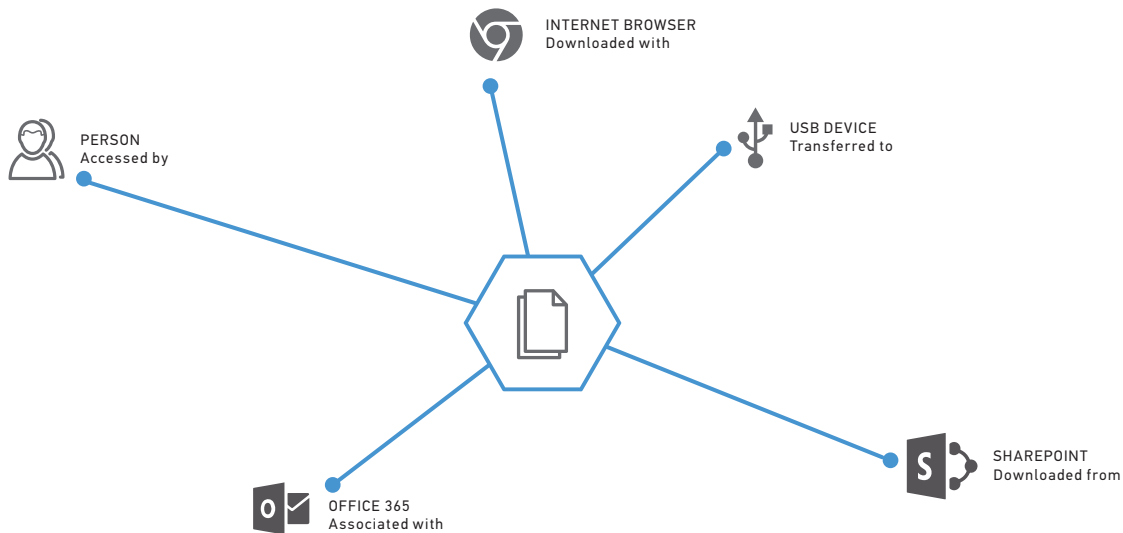 INTERNET BROWSER
Downloaded with
USB DEVICE
Transferred to
PERSON
Accessed by
SHAREPOINT
Downloaded from
S
OFFICE 365
Associated with
O